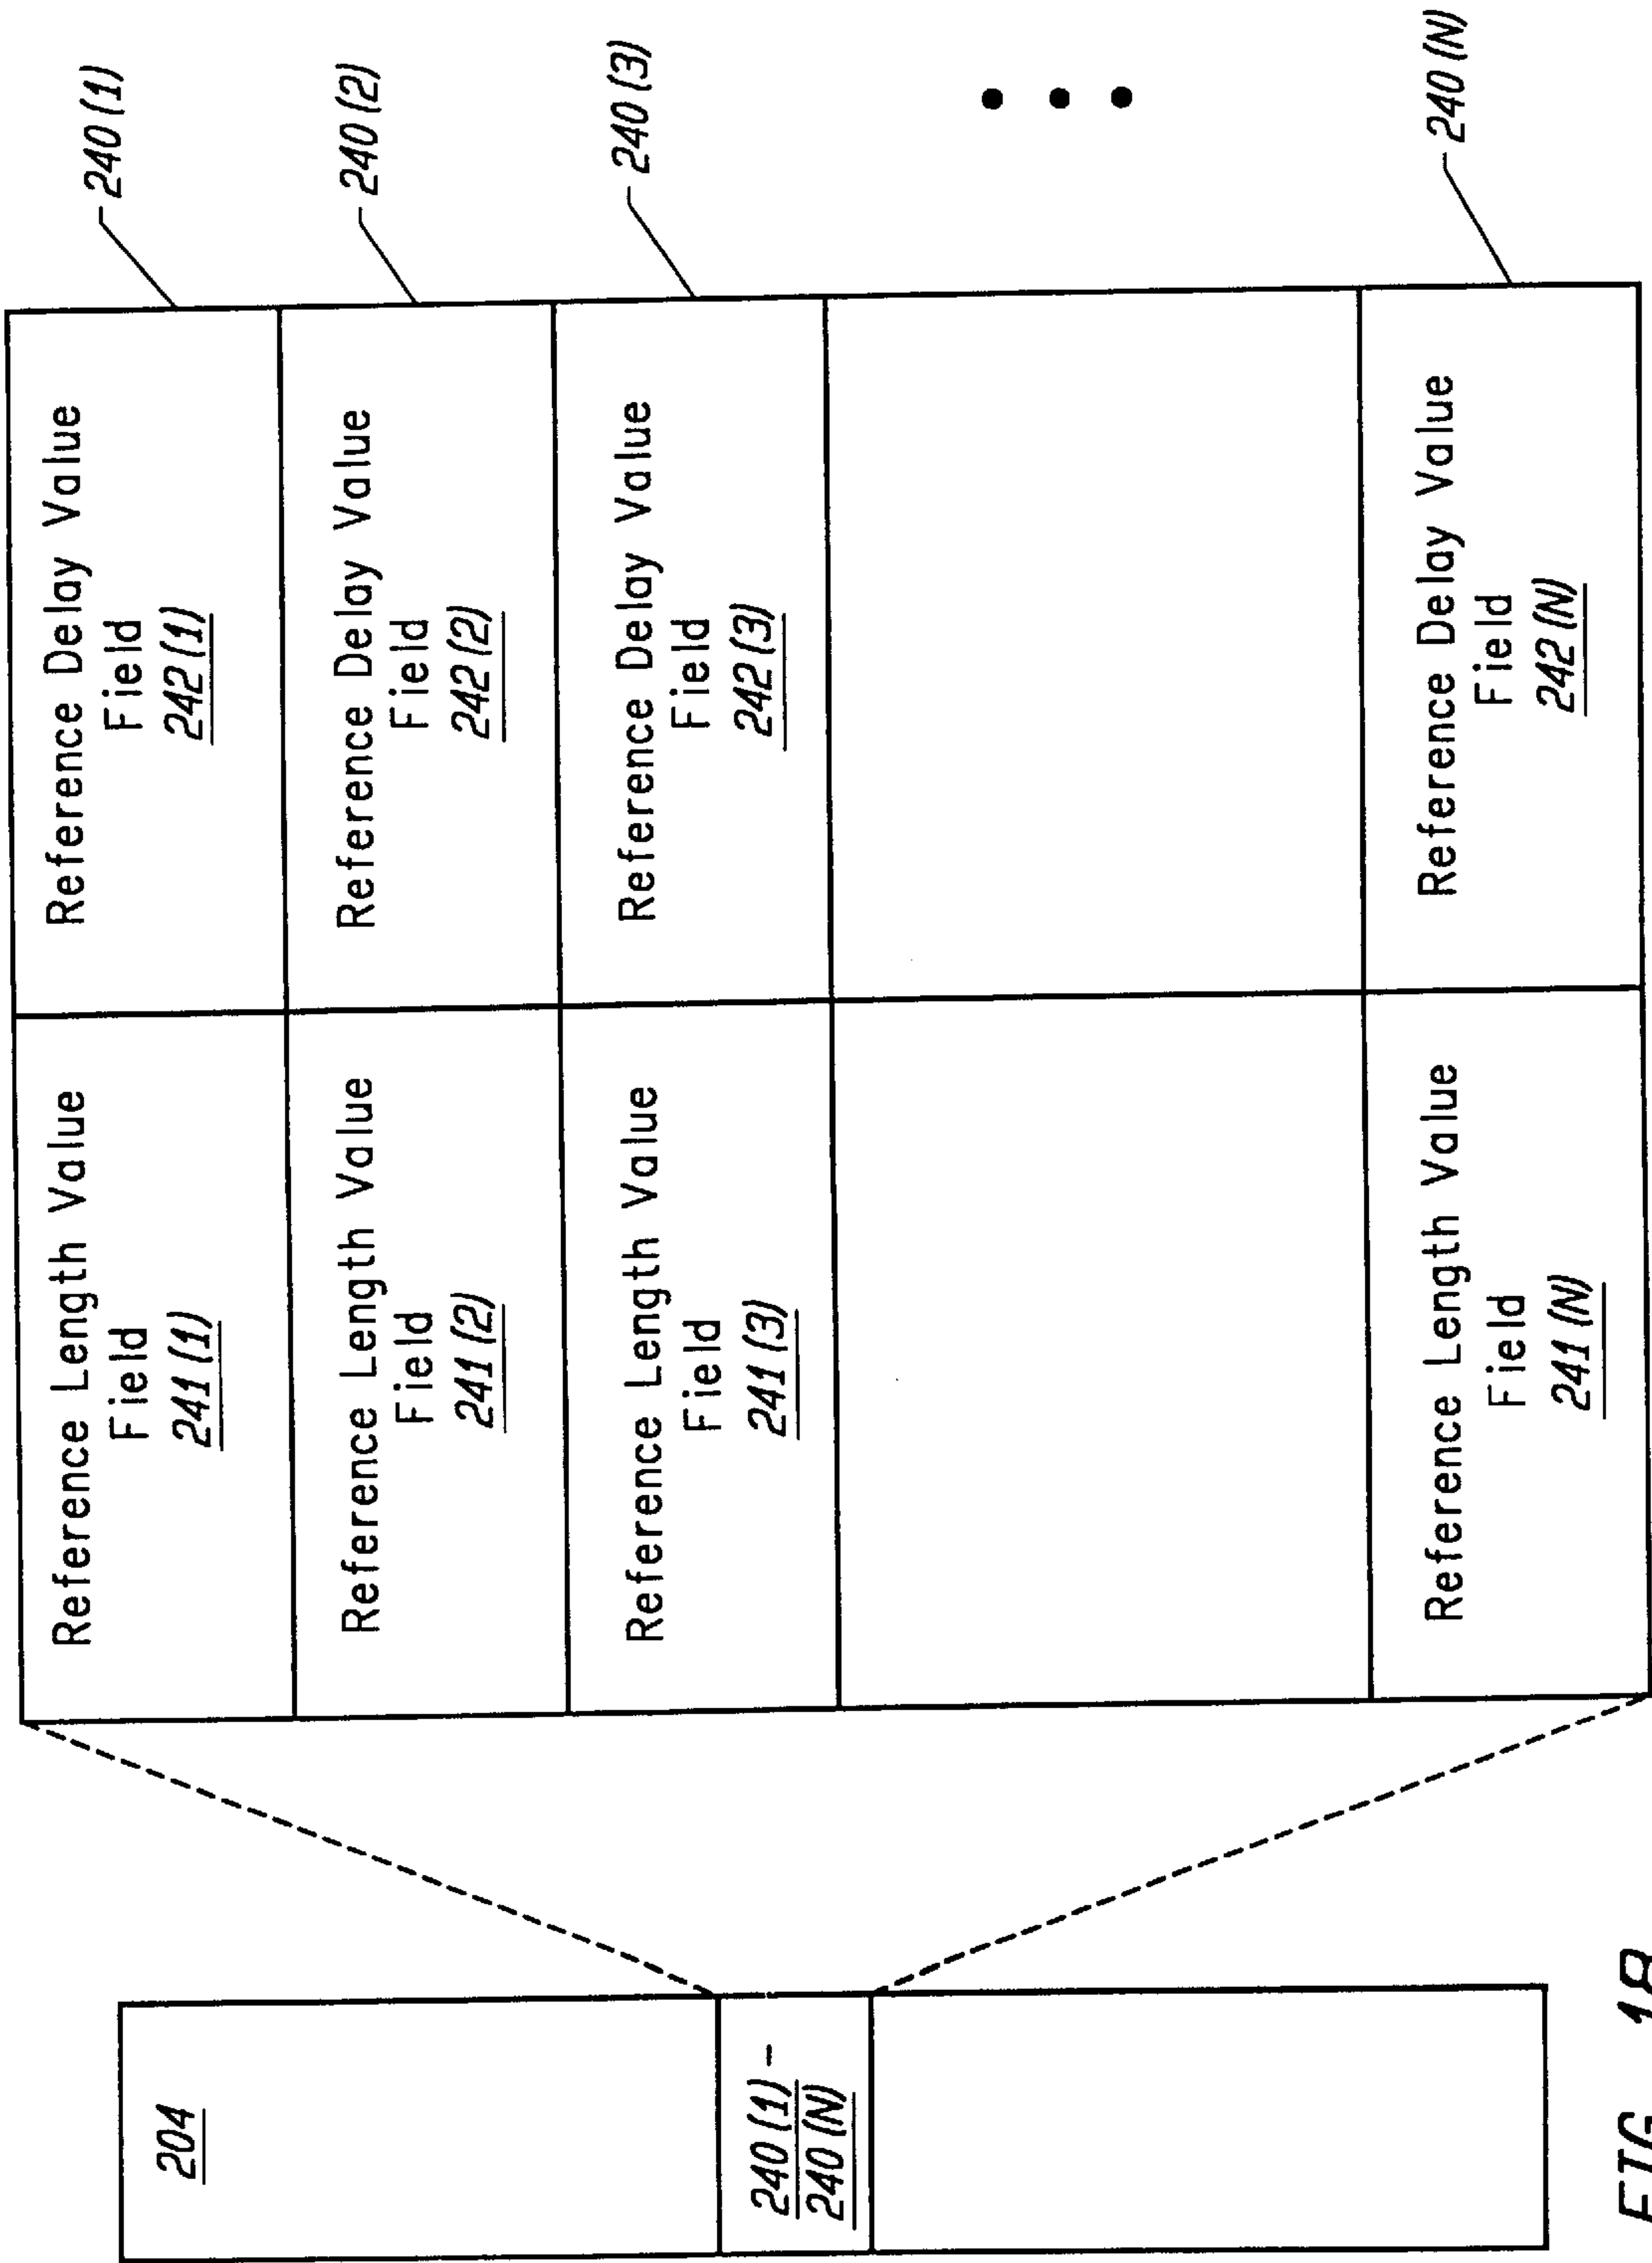 204
240 (1) –
240 (N)
Reference Length Value
Field
241 (1)
Reference Delay Value
Field
242 (1)
240 (1)
Reference Length Value
Field
241 (2)
Reference Delay Value
Field
242 (2)
240 (2)
Reference Length Value
Field
241 (3)
Reference Delay Value
Field
242 (3)
240 (3)
Reference Length Value
Field
241 (N)
Reference Delay Value
Field
242 (N)
240 (N)
FIG. 18